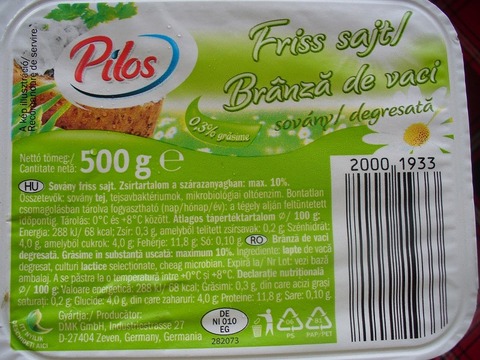 A kép illusztráció/
Recomandare de servire.
Pilos
Friss sajt/
Brânză de vaci
sovány/ degresată
0,3% grăsime
Nettó tömeg:/
Cantitate netă: 500 g ℮
2000 1933
HU Sovány friss sajt. Zsírtartalom a szárazanyagban: max. 10%.
Összetevők: sovány tej, tejsavbaktériumok, mikrobiológiai oltóenzim. Bontatlan
csomagolásban tárolva fogyasztható (nap/hónap/év): a tégely alján feltüntetett
időpontig. Tárolás: 0°C és +8°C között. Átlagos tápértéktartalom ∅/ 100 g:
Energia: 288 kJ/ 68 kcal; Zsír: 0,3 g, amelyből telített zsírsavak: 0,2 g; Szénhidrát:
4,0 g, amelyből cukrok: 4,0 g; Fehérje: 11,8 g; Só: 0,10 g. RO Brânză de vaci
degresată. Grăsime în substanță uscată: maximum 10%. Ingrediente: lapte de vacă
degresat, culturi lactice selecționate, cheag microbian. Expiră la/ Nr Lot: vezi bază
ambalaj. A se păstra la o temperatură între +0°C și +8°C. Declarație nutrițională
∅/ 100 g: Valoare energetică: 288 kJ/ 68 kcal; Grăsimi: 0,3 g, din care acizi grași
saturați: 0,2 g; Glucide: 4,0 g, din care zaharuri: 4,0 g; Proteine: 11,8 g; Sare: 0,10 g.
Gyártja:/ Producător:
DMK GmbH, Industriestrasse 27
D-27404 Zeven, Germany/ Germania
DE
NI 010
EG
282073
PS
PAP/PET